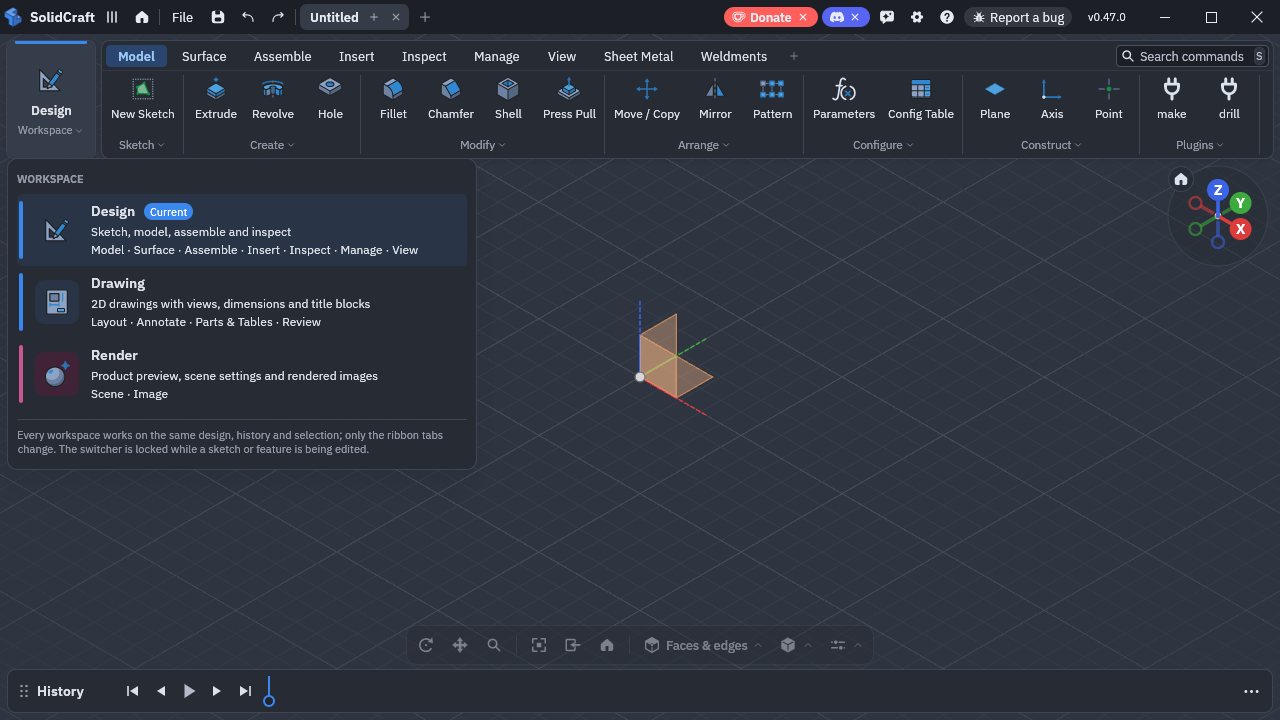 SolidCraft
File
Untitled
Donate
Report a bug
v0.47.0
Design
Workspace
Model
Surface
Assemble
Insert
Inspect
Manage
View
Sheet Metal
Weldments
Search commands
S
New Sketch
Extrude
Revolve
Hole
Fillet
Chamfer
Shell
Press Pull
Move / Copy
Mirror
Pattern
Parameters
Config Table
Plane
Axis
Point
make
drill
Sketch
Create
Modify
Arrange
Configure
Construct
Plugins
WORKSPACE
Design
Current
Sketch, model, assemble and inspect
Model · Surface · Assemble · Insert · Inspect · Manage · View
Drawing
2D drawings with views, dimensions and title blocks
Layout · Annotate · Parts & Tables · Review
Render
Product preview, scene settings and rendered images
Scene · Image
Every workspace works on the same design, history and selection; only the ribbon tabs
change. The switcher is locked while a sketch or feature is being edited.
Z
Y
X
Faces & edges
History